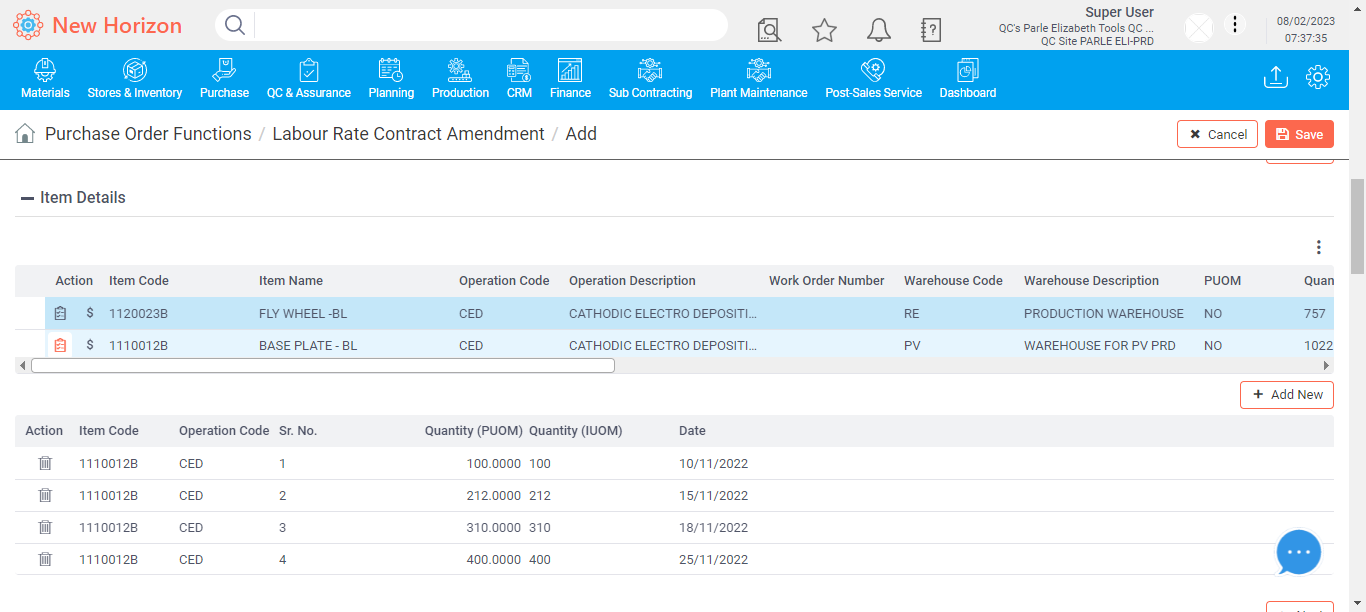 New Horizon
Super User
QC's Parle Elizabeth Tools QC ...
QC Site PARLE ELI-PRD
08/02/2023
07:37:35
Materials Stores & Inventory Purchase QC & Assurance Planning Production CRM Finance Sub Contracting Plant Maintenance Post-Sales Service Dashboard
Purchase Order Functions / Labour Rate Contract Amendment / Add
Cancel Save
Item Details
Action Item Code Item Name Operation Code Operation Description Work Order Number Warehouse Code Warehouse Description PUOM Quan
$ 1120023B FLY WHEEL -BL CED CATHODIC ELECTRO DEPOSITI... RE PRODUCTION WAREHOUSE NO 757
$ 1110012B BASE PLATE - BL CED CATHODIC ELECTRO DEPOSITI... PV WAREHOUSE FOR PV PRD NO 1022
+ Add New
Action Item Code Operation Code Sr. No. Quantity (PUOM) Quantity (IUOM) Date
1110012B CED 1 100.0000 100 10/11/2022
1110012B CED 2 212.0000 212 15/11/2022
1110012B CED 3 310.0000 310 18/11/2022
1110012B CED 4 400.0000 400 25/11/2022